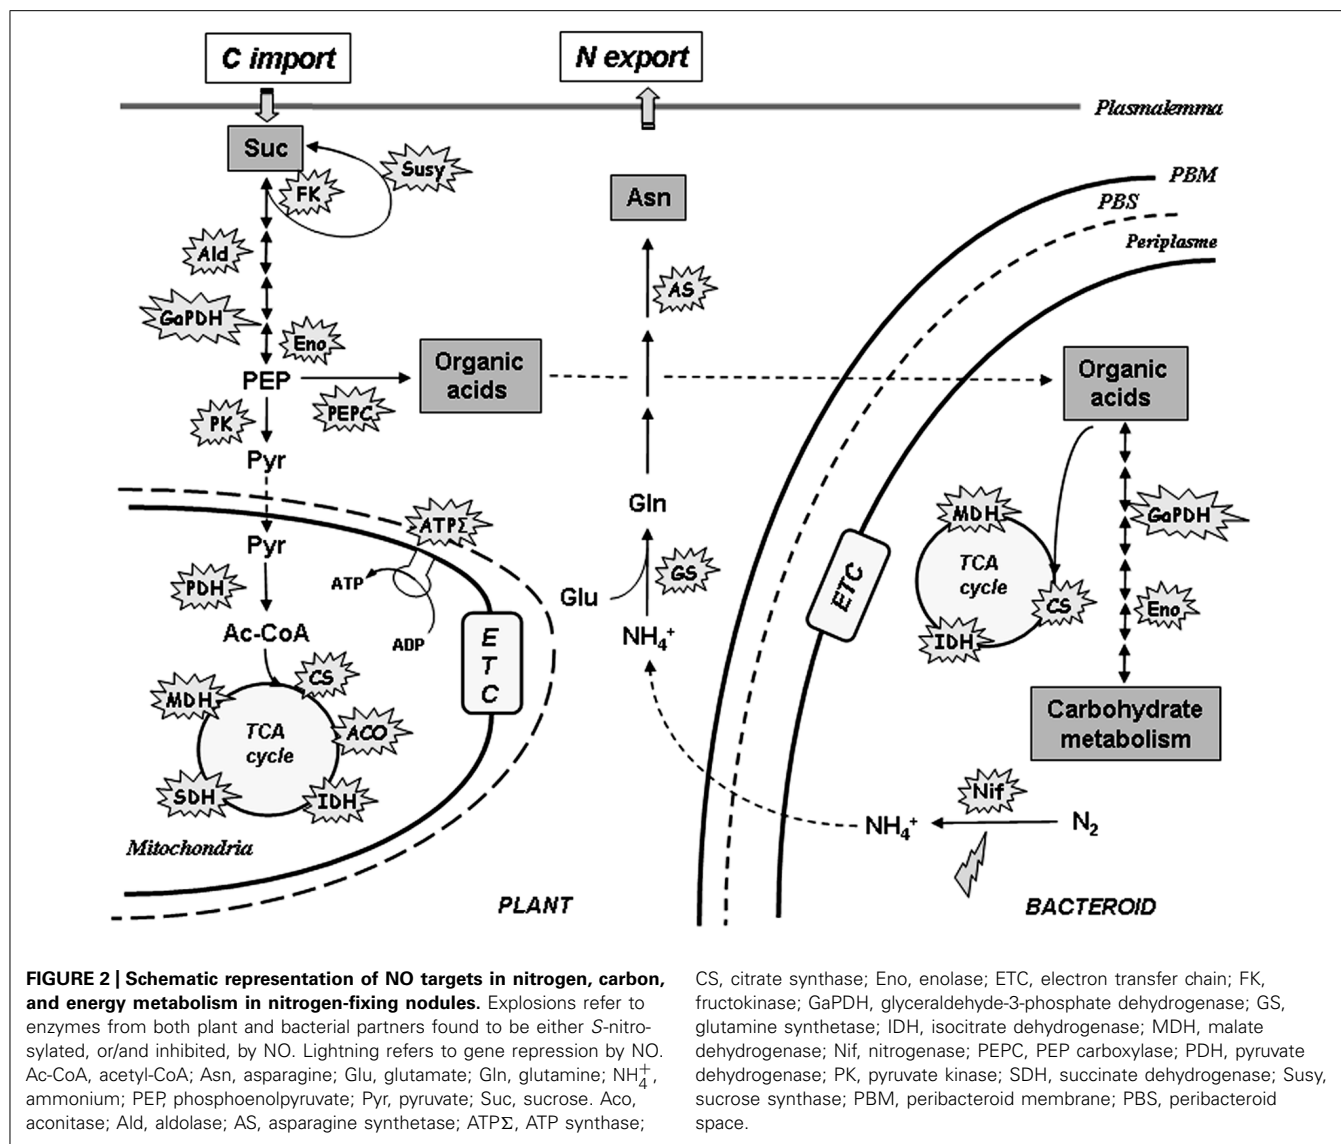 C import
N export
Plasmalemma
Suc
Susy
FK
Asn
PBM
PBS
Periplasme
Ald
AS
GaPDH
Eno
PEP
Organic
acids
Organic
acids
PEPC
PK
Pyr
Gln
ATPΣ
MDH
GaPDH
Pyr
TCA
cycle
PDH
ATP
GS
ETC
CS
Eno
Glu
Ac-CoA
ADP
NH₄⁺
IDH
E
T
C
CS
MDH
TCA
cycle
ACO
Carbohydrate
metabolism
SDH
IDH
Nif
NH₄⁺
N₂
Mitochondria
PLANT
BACTEROID
FIGURE 2 | Schematic representation of NO targets in nitrogen, carbon,
and energy metabolism in nitrogen-fixing nodules. Explosions refer to
enzymes from both plant and bacterial partners found to be either S-nitro-
sylated, or/and inhibited, by NO. Lightning refers to gene repression by NO.
Ac-CoA, acetyl-CoA; Asn, asparagine; Glu, glutamate; Gln, glutamine; NH₄⁺,
ammonium; PEP, phosphoenolpyruvate; Pyr, pyruvate; Suc, sucrose. Aco,
aconitase; Ald, aldolase; AS, asparagine synthetase; ATPΣ, ATP synthase;
CS, citrate synthase; Eno, enolase; ETC, electron transfer chain; FK,
fructokinase; GaPDH, glyceraldehyde-3-phosphate dehydrogenase; GS,
glutamine synthetase; IDH, isocitrate dehydrogenase; MDH, malate
dehydrogenase; Nif, nitrogenase; PEPC, PEP carboxylase; PDH, pyruvate
dehydrogenase; PK, pyruvate kinase; SDH, succinate dehydrogenase; Susy,
sucrose synthase; PBM, peribacteroid membrane; PBS, peribacteroid
space.